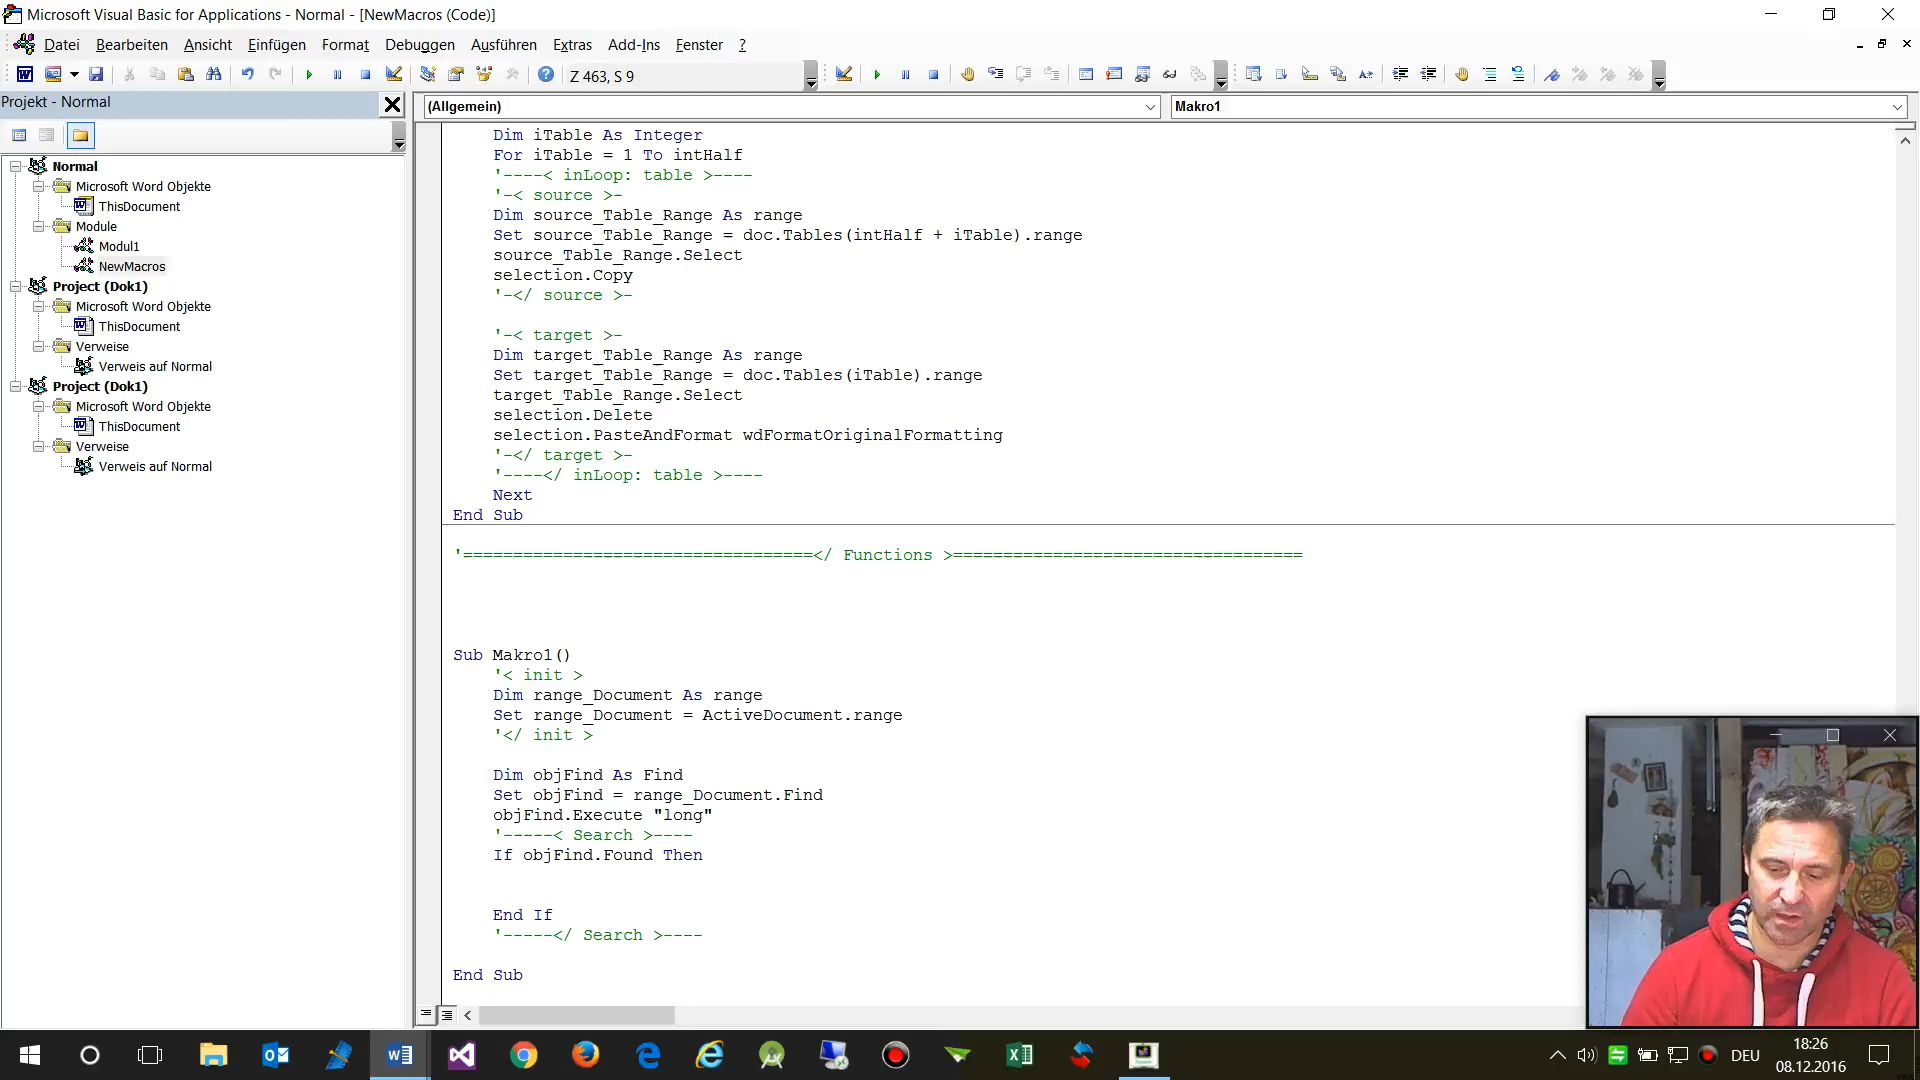 Microsoft Visual Basic for Applications - Normal - [NewMacros (Code)]
Datei Bearbeiten Ansicht Einfügen Format Debuggen Ausführen Extras Add-Ins Fenster ?
Z 463, S 9
Projekt - Normal
(Allgemein)
Makro1
Normal
Microsoft Word Objekte
ThisDocument
Module
Modul1
NewMacros
Project (Dok1)
Microsoft Word Objekte
ThisDocument
Verweise
Verweis auf Normal
Project (Dok1)
Microsoft Word Objekte
ThisDocument
Verweise
Verweis auf Normal
Dim iTable As Integer
For iTable = 1 To intHalf
'----< inLoop: table >----
'-< source >-
Dim source_Table_Range As range
Set source_Table_Range = doc.Tables(intHalf + iTable).range
source_Table_Range.Select
selection.Copy
'-</ source >-
'-< target >-
Dim target_Table_Range As range
Set target_Table_Range = doc.Tables(iTable).range
target_Table_Range.Select
selection.Delete
selection.PasteAndFormat wdFormatOriginalFormatting
'-</ target >-
'----</ inLoop: table >----
Next
End Sub
'===================================</ Functions >===================================
Sub Makro1()
'< init >
Dim range_Document As range
Set range_Document = ActiveDocument.range
'</ init >
Dim objFind As Find
Set objFind = range_Document.Find
objFind.Execute "long"
'-----< Search >----
If objFind.Found Then
End If
'-----</ Search >----
End Sub
DEU
18:26
08.12.2016